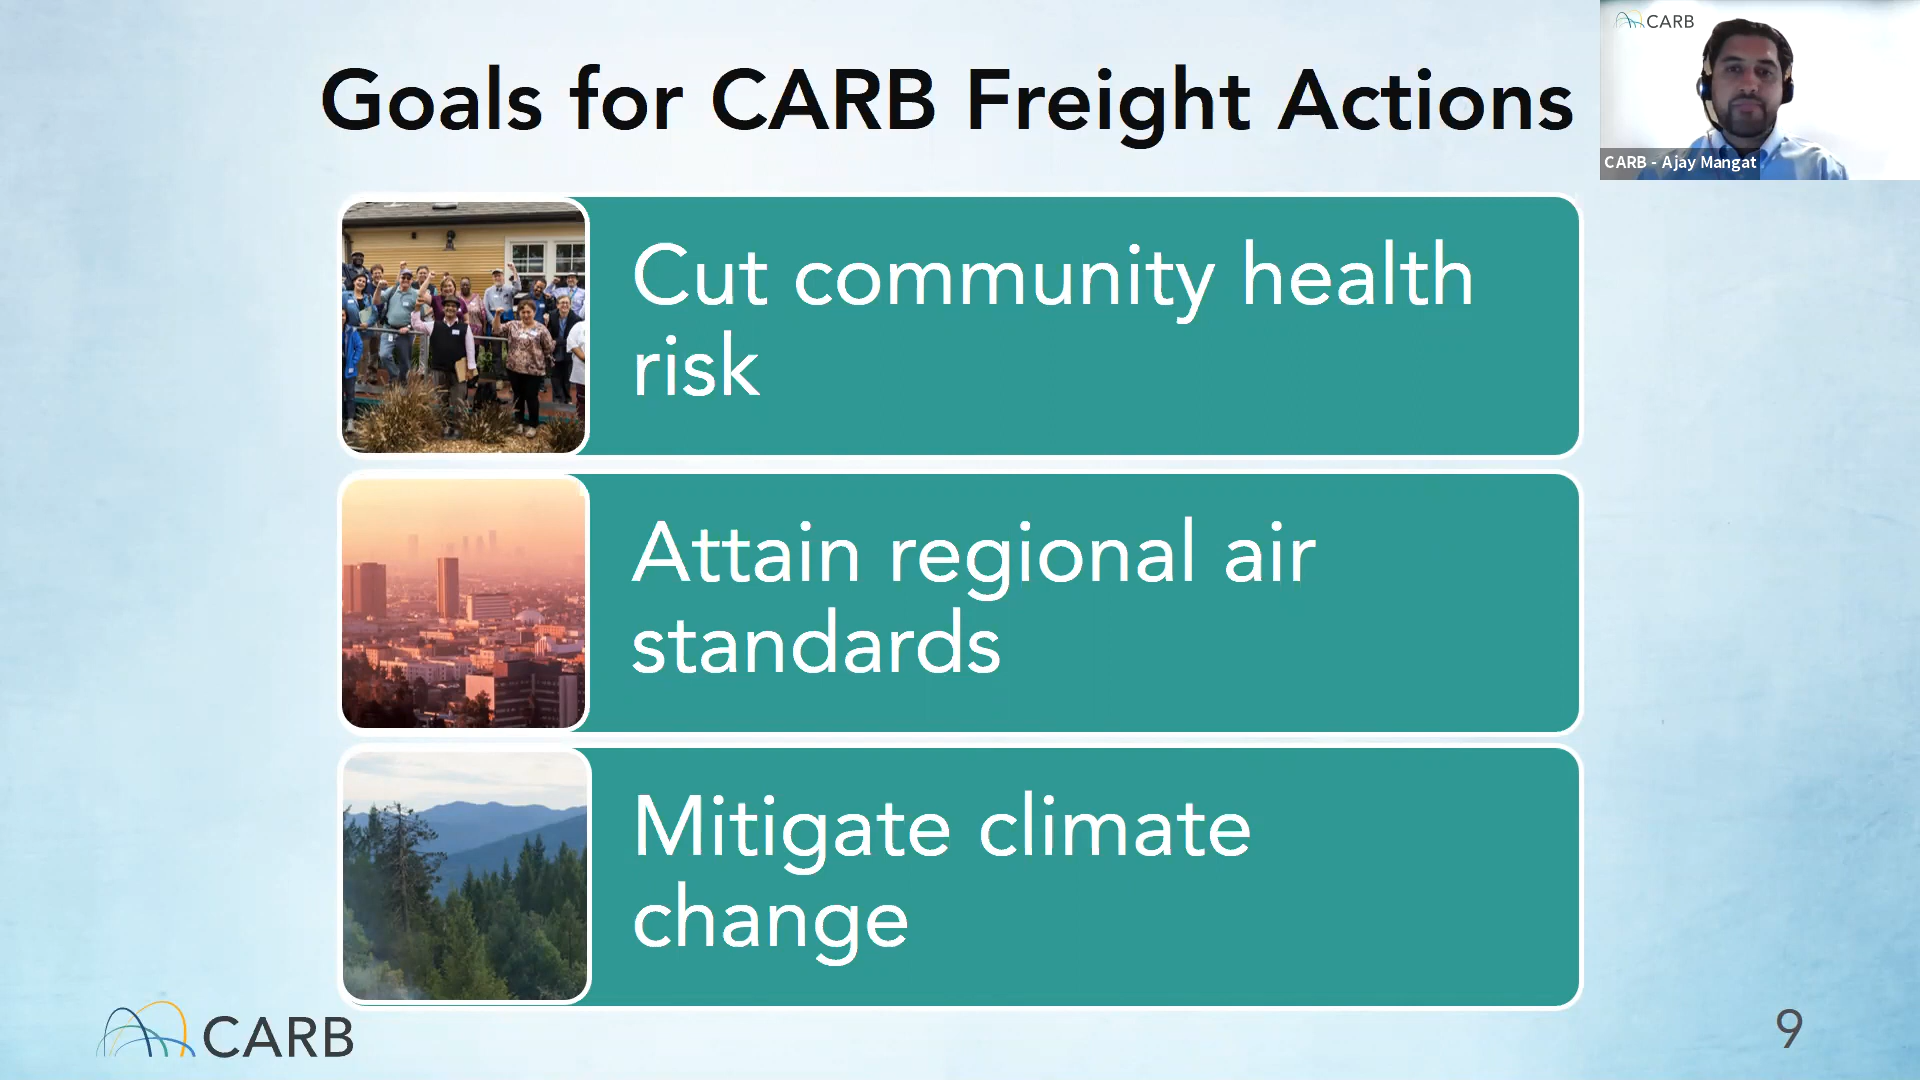 Goals for CARB Freight Actions
CARB
CARB - Ajay Mangat
Cut community health
risk
Attain regional air
standards
Mitigate climate
change
CARB
9